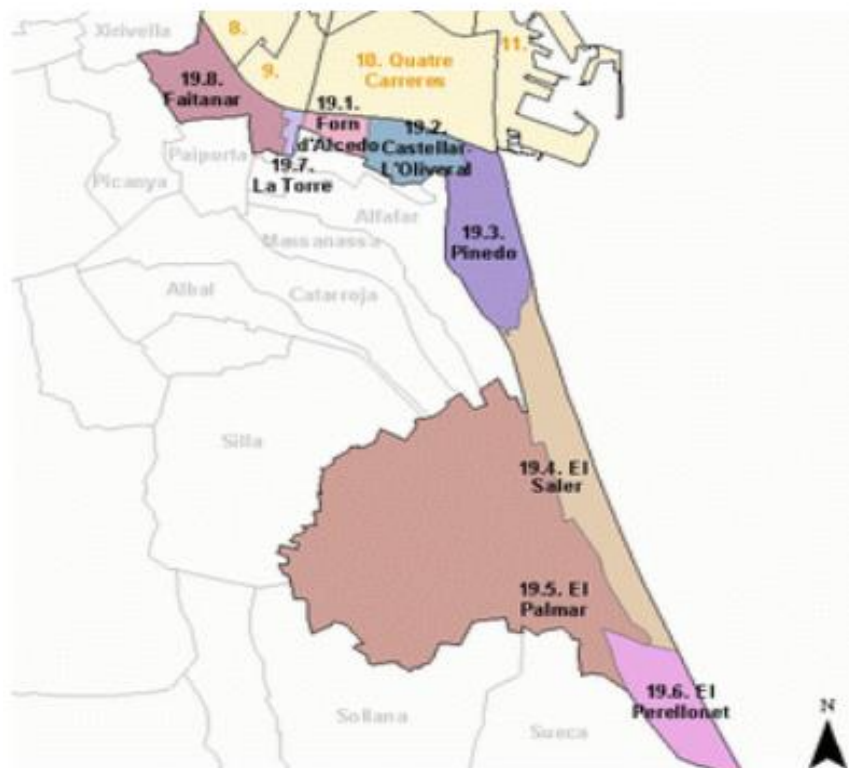 Xirivella
8.
11.
9.
10. Quatre
Carreres
19.8.
Faitanar
19.1.
Forn
d'Alcedo
19.2.
Castellar-
L'Oliveral
Paiporta
19.7.
La Torre
Picanya
Alfafar
19.3.
Pinedo
Massanassa
Albal
Catarroja
Silla
19.4. El
Saler
19.5. El
Palmar
19.6. El
Perellonet
Sollana
Sueca
N